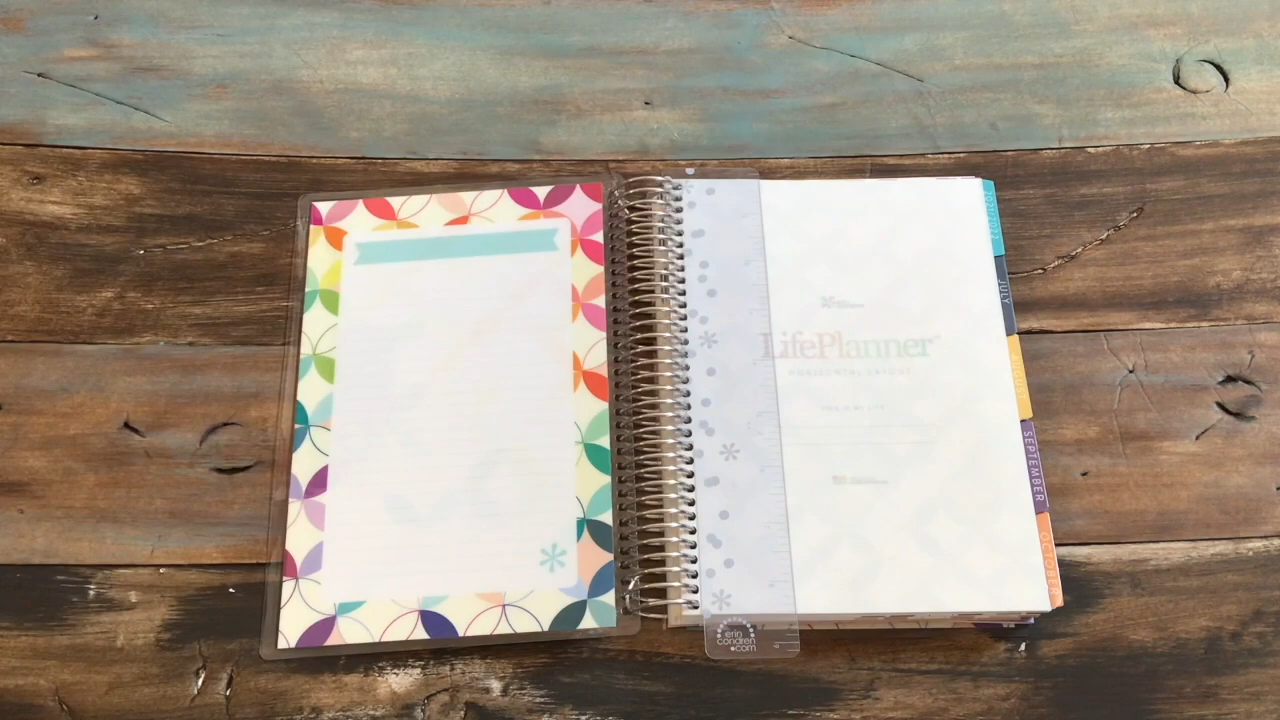 LifePlanner
HORIZONTAL LAYOUT
JULY
AUGUST
SEPTEMBER
OCTOBER
erin
condren
.com